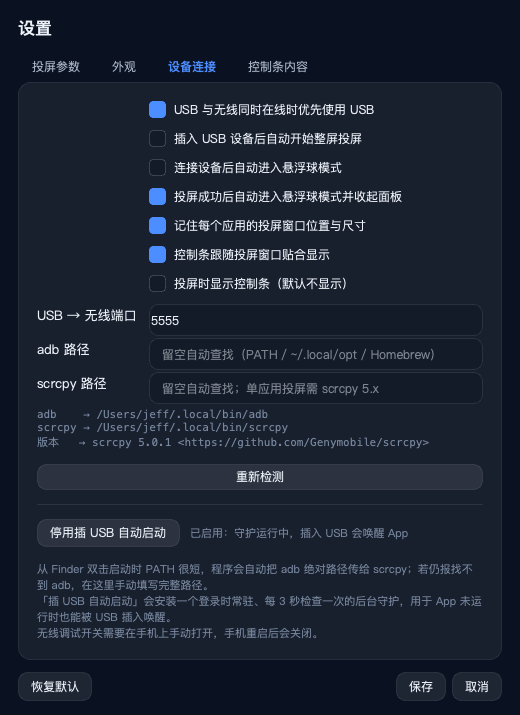 设置
投屏参数 外观 设备连接 控制条内容
USB 与无线同时在线时优先使用 USB
插入 USB 设备后自动开始整屏投屏
连接设备后自动进入悬浮球模式
投屏成功后自动进入悬浮球模式并收起面板
记住每个应用的投屏窗口位置与尺寸
控制条跟随投屏窗口贴合显示
投屏时显示控制条（默认不显示）
USB → 无线端口 5555
adb 路径 留空自动查找（PATH / ~/.local/opt / Homebrew）
scrcpy 路径 留空自动查找；单应用投屏需 scrcpy 5.x
adb → /Users/jeff/.local/bin/adb
scrcpy → /Users/jeff/.local/bin/scrcpy
版本 → scrcpy 5.0.1 <https://github.com/Genymobile/scrcpy>
重新检测
停用插 USB 自动启动 已启用：守护运行中，插入 USB 会唤醒 App
从 Finder 双击启动时 PATH 很短，程序会自动把 adb 绝对路径传给 scrcpy；若仍报找不
到 adb，在这里手动填写完整路径。
「插 USB 自动启动」会安装一个登录时常驻、每 3 秒检查一次的后台守护，用于 App 未运
行时也能被 USB 插入唤醒。
无线调试开关需要在手机上手动打开，手机重启后会关闭。
恢复默认 保存 取消